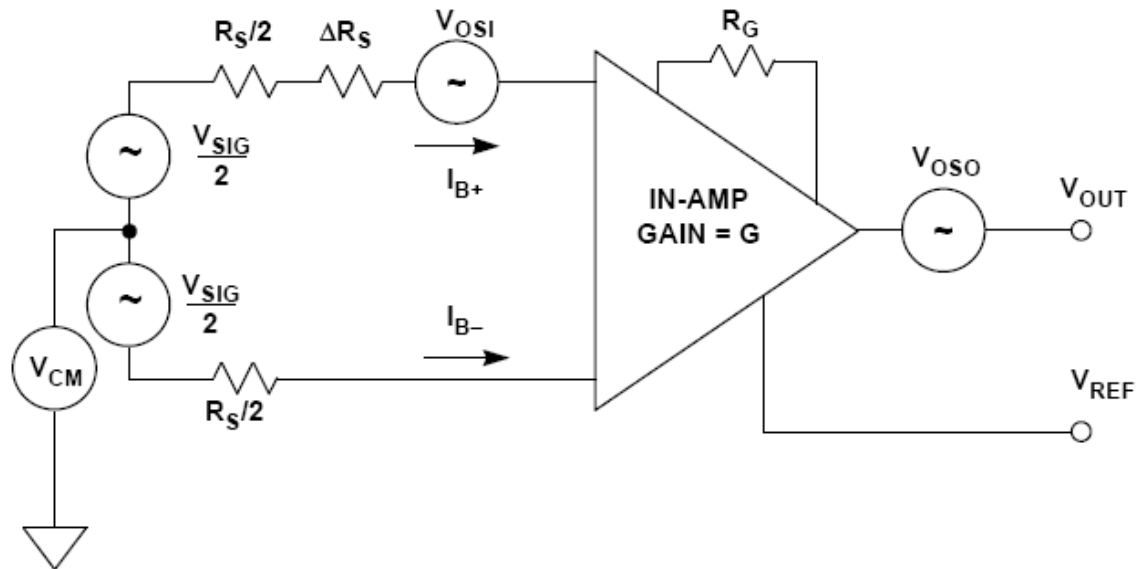 R_S/2
ΔR_S
V_OSI
R_G
~
~
V_SIG
2
I_B+
IN-AMP
GAIN = G
V_OSO
~
V_OUT
~
V_SIG
2
V_CM
I_B–
R_S/2
V_REF